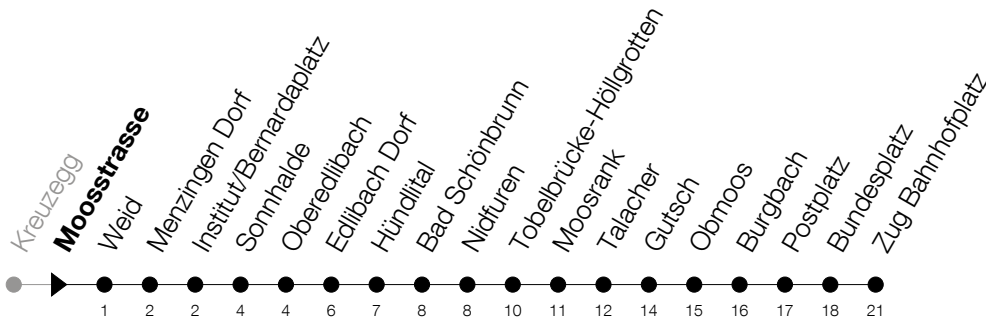 Kreuzegg
Moosstrasse
Weid
Menzingen Dorf
Institut/Bernardaplatz
Sonnhalde
Oberedlibach
Edlibach Dorf
Hündlital
Bad Schönbrunn
Nidfuren
Tobelbrücke-Höllgrotten
Moosrank
Talacher
Gutsch
Obmoos
Burgbach
Postplatz
Bundesplatz
Zug Bahnhofplatz
1 2 2 4 4 6 7 8 8 10 11 12 14 15 16 17 18 21